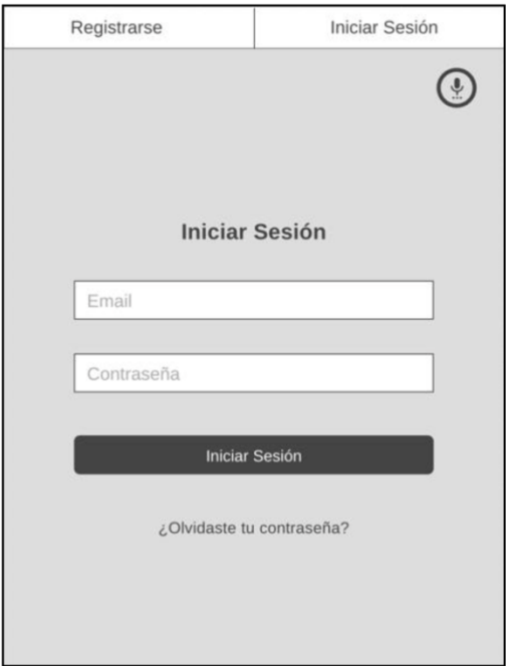 Registrarse
Iniciar Sesión
Iniciar Sesión
Email
Contraseña
Iniciar Sesión
¿Olvidaste tu contraseña?